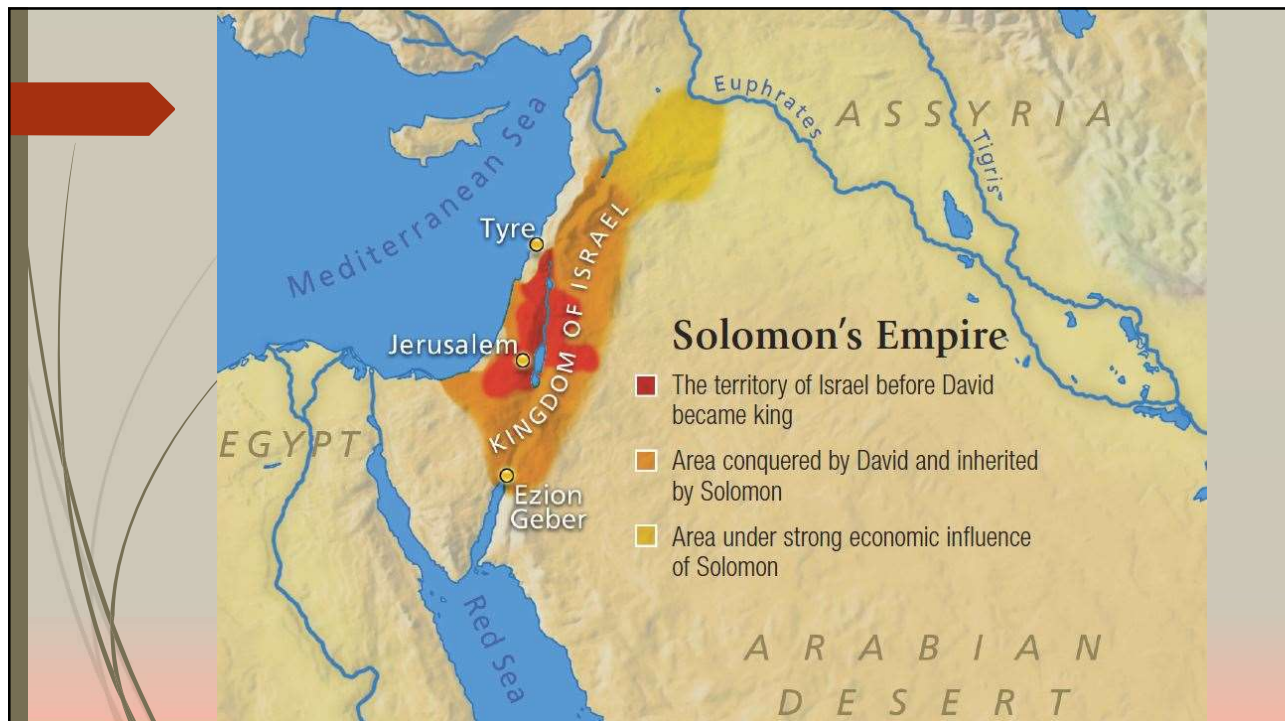 Euphrates
ASSYRIA
Tigris
Mediterranean Sea
Tyre
KINGDOM OF ISRAEL
Jerusalem
Solomon's Empire
The territory of Israel before David
became king
EGYPT
Area conquered by David and inherited
by Solomon
Ezion
Geber
Area under strong economic influence
of Solomon
Red Sea
ARABIAN
DESERT